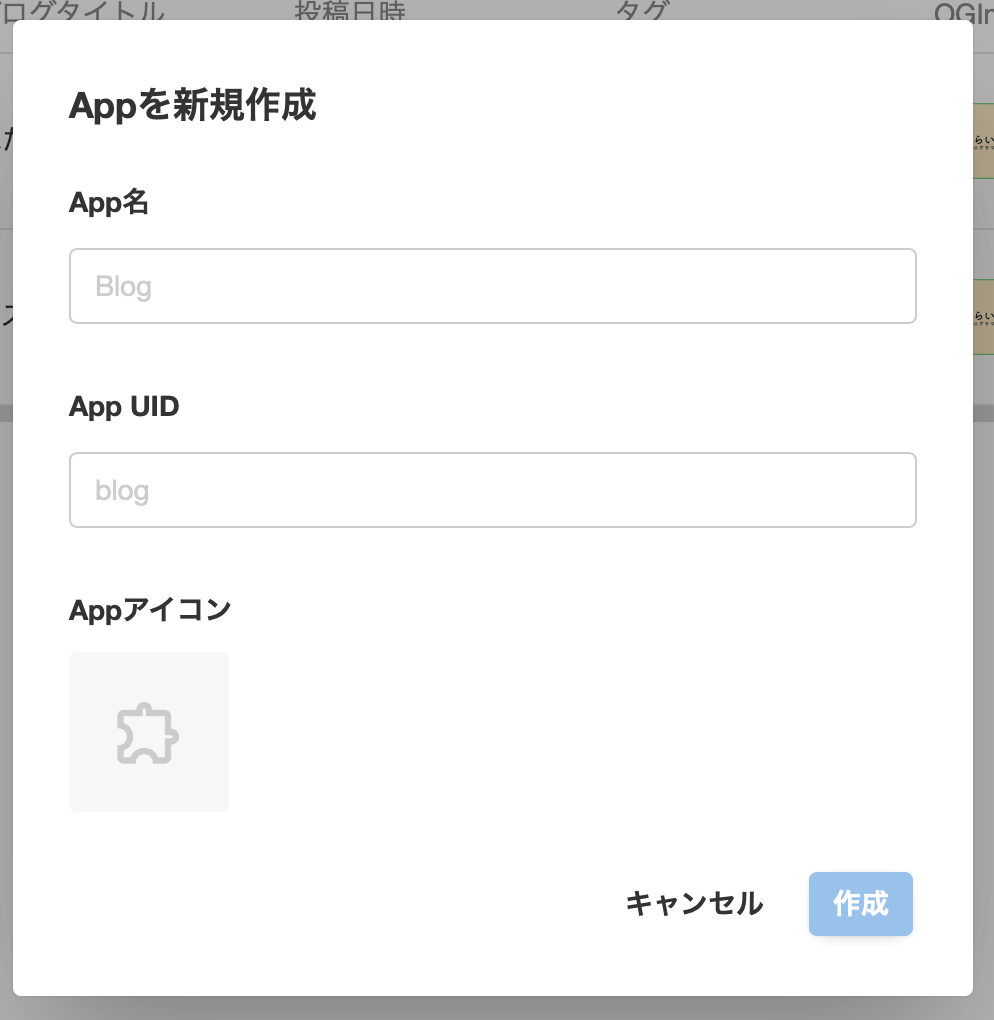 ログタイトル 投稿日時 タグ
Appを新規作成
App名
Blog
App UID
blog
Appアイコン
キャンセル 作成